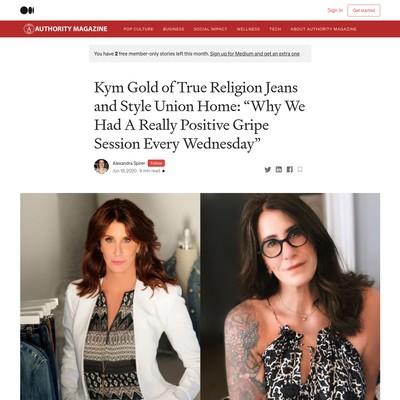 Sign In
Get started
AUTHORITY MAGAZINE
POP CULTURE
BUSINESS
SOCIAL IMPACT
WELLNESS
TECH
ABOUT AUTHORITY MAGAZINE
You have 2 free member-only stories left this month. Sign up for Medium and get an extra one
Kym Gold of True Religion Jeans
and Style Union Home: “Why We
Had A Really Positive Gripe
Session Every Wednesday”
Alexandra Spirer
Follow
2020 · 9 min read